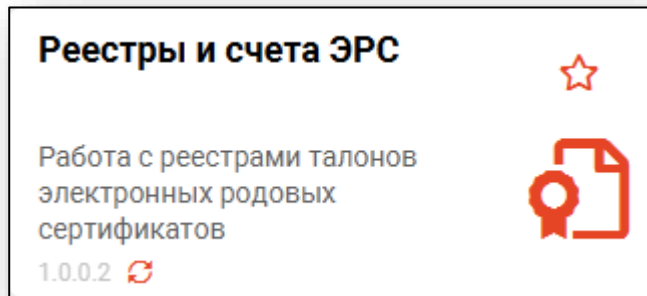 Реестры и счета ЭРС
Работа с реестрами талонов
электронных родовых
сертификатов
1.0.0.2